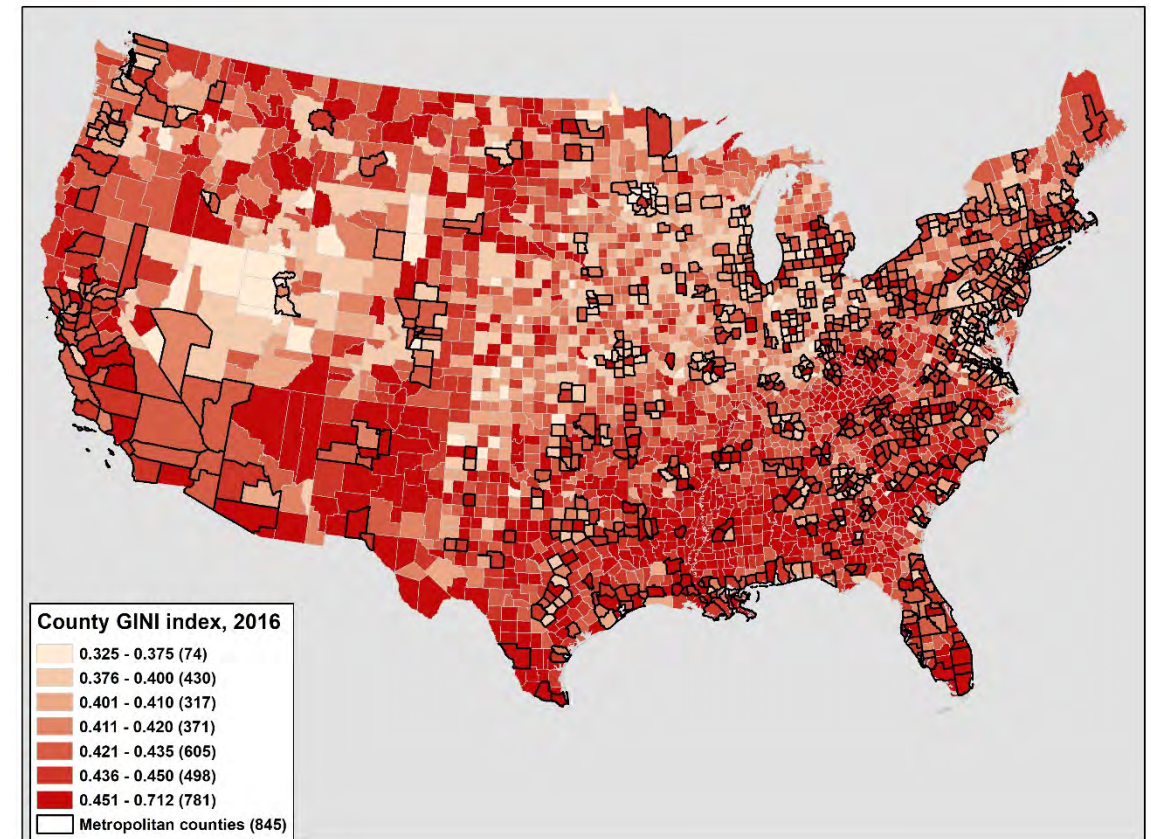 County GINI index, 2016
0.325 - 0.375 (74)
0.376 - 0.400 (430)
0.401 - 0.410 (317)
0.411 - 0.420 (371)
0.421 - 0.435 (605)
0.436 - 0.450 (498)
0.451 - 0.712 (781)
Metropolitan counties (845)